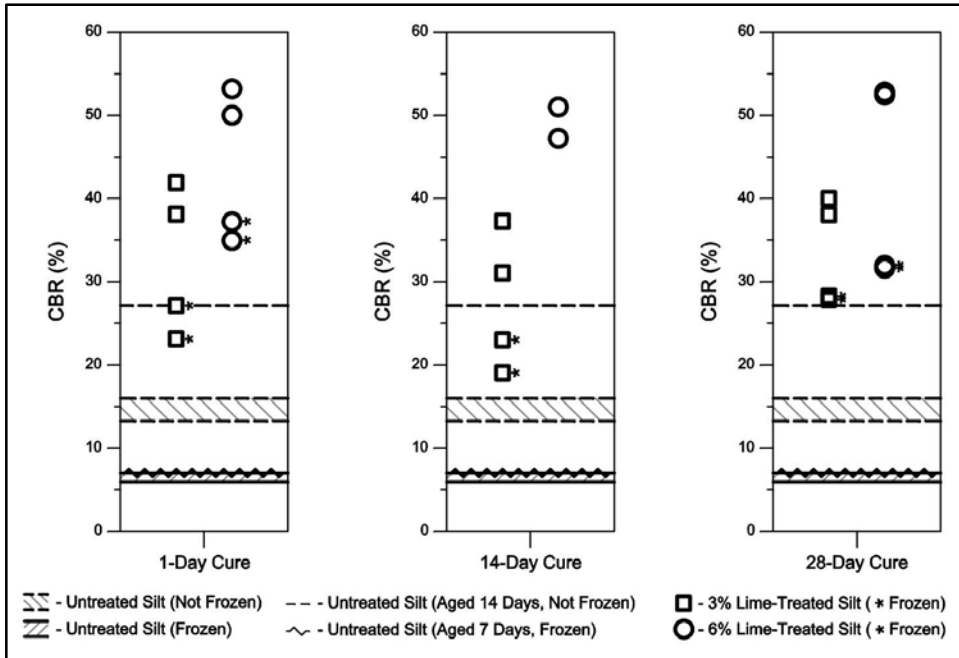 60
50
40
30
20
10
0
CBR (%)
1-Day Cure
60
50
40
30
20
10
0
CBR (%)
14-Day Cure
60
50
40
30
20
10
0
CBR (%)
28-Day Cure
- Untreated Silt (Not Frozen)
- Untreated Silt (Frozen)
- Untreated Silt (Aged 14 Days, Not Frozen)
- Untreated Silt (Aged 7 Days, Frozen)
- 3% Lime-Treated Silt ( * Frozen)
- 6% Lime-Treated Silt ( * Frozen)